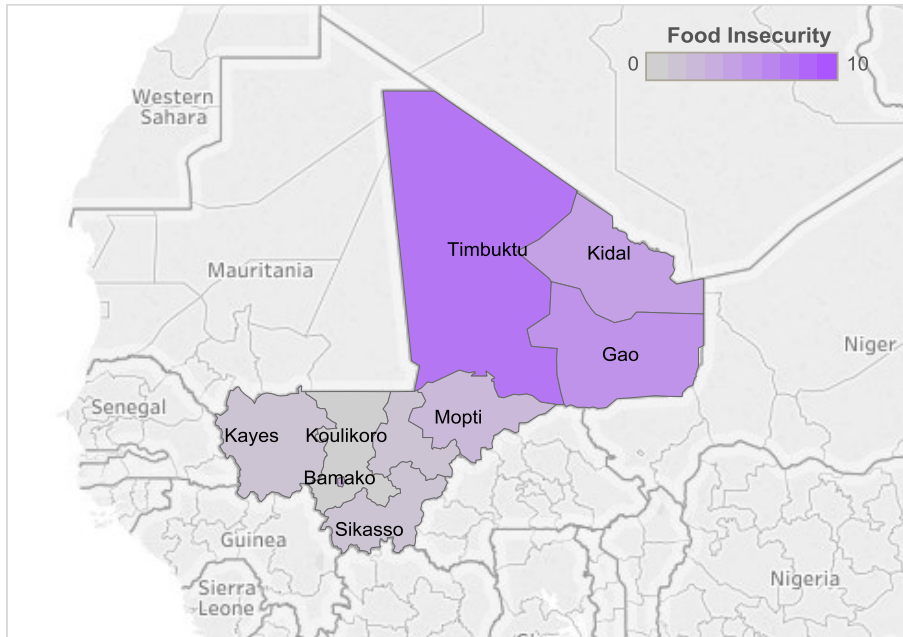 Food Insecurity
0
10
Western
Sahara
Timbuktu
Kidal
Mauritania
Niger
Gao
Senegal
Mopti
Kayes
Koulikoro
Bamako
Sikasso
Guinea
Nigeria
Sierra
Leone